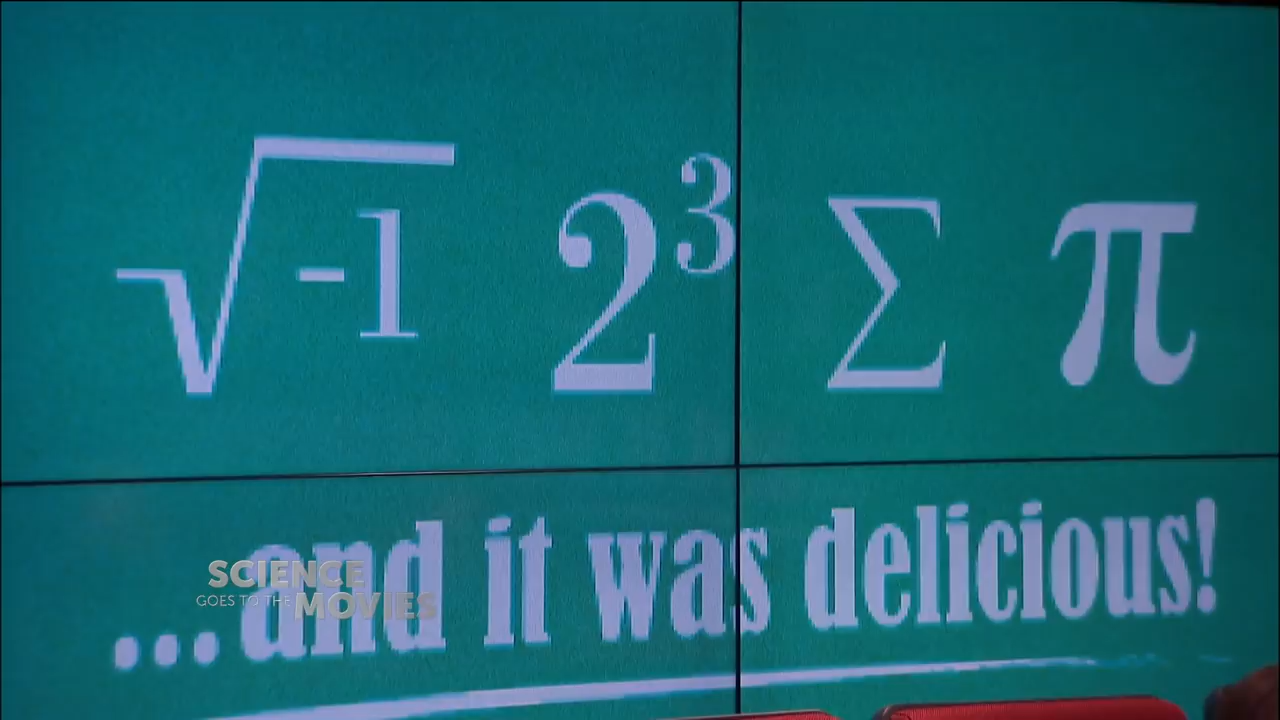 √-1 2³ Σ π
...and it was delicious!
SCIENCE
GOES TO THE MOVIES